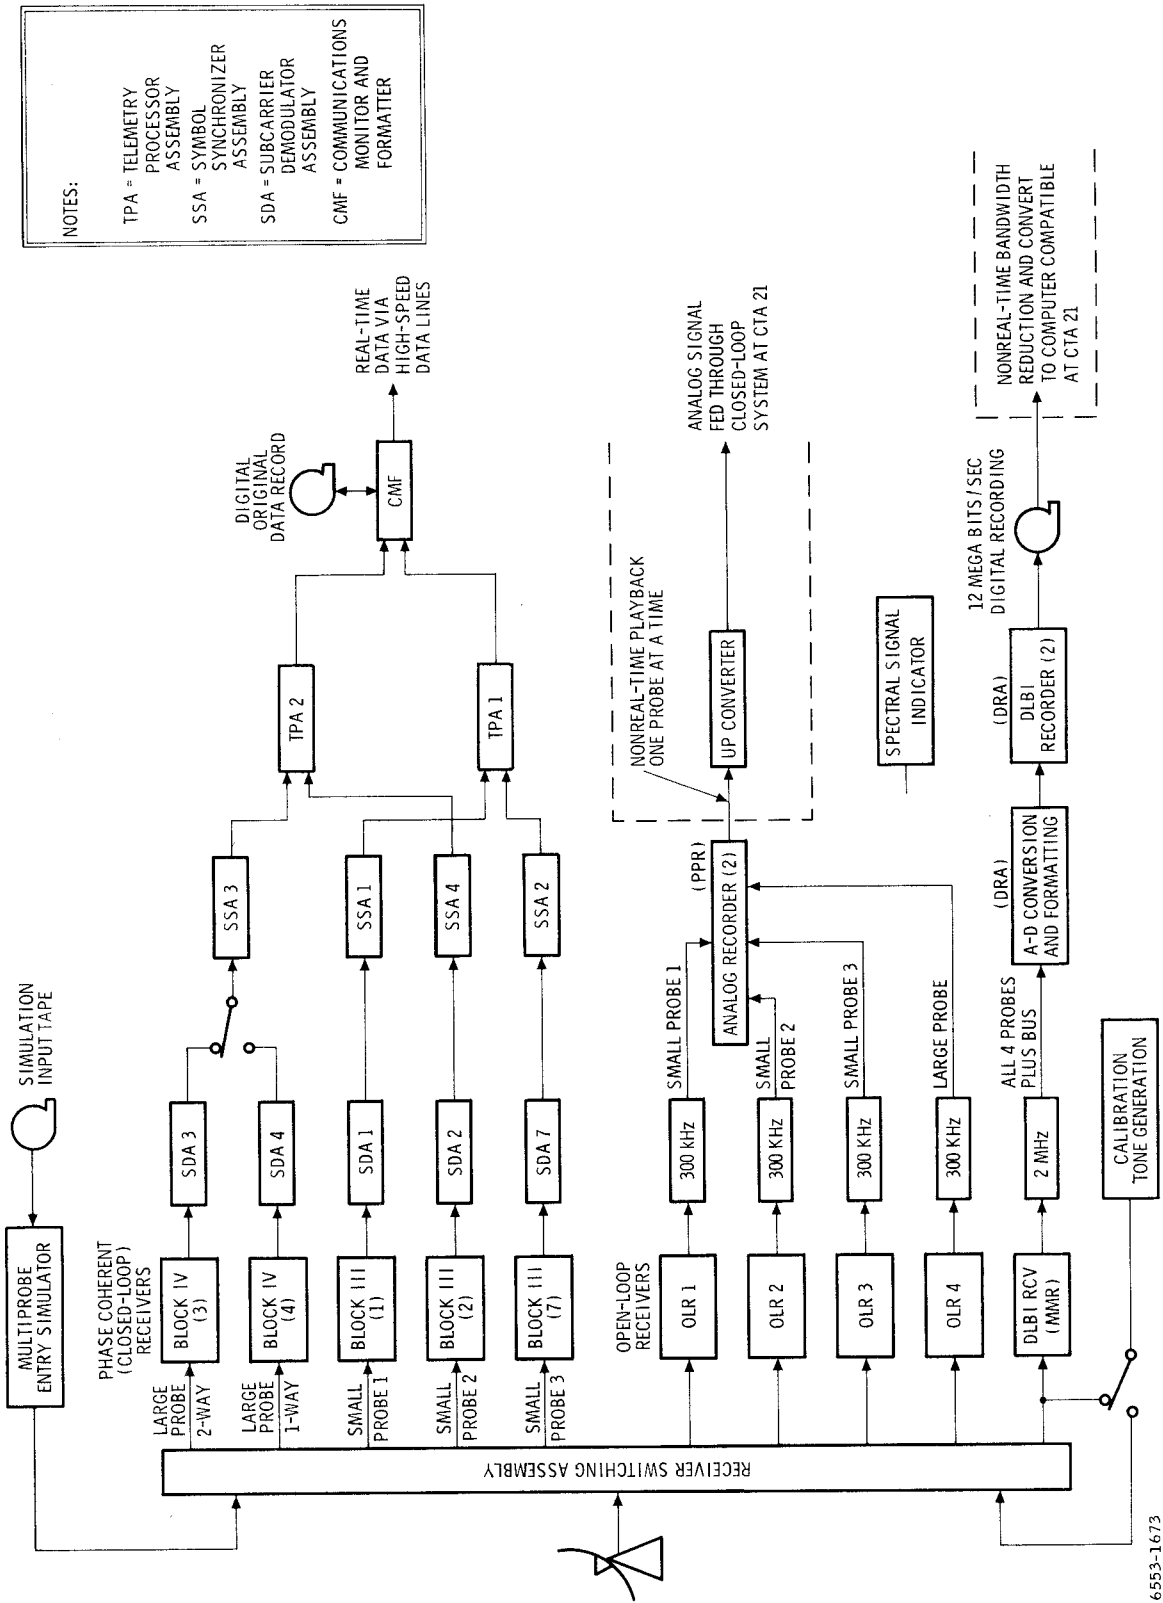 NOTES:
TPA = TELEMETRY
PROCESSOR
ASSEMBLY
SSA = SYMBOL
SYNCHRONIZER
ASSEMBLY
SDA = SUBCARRIER
DEMODULATOR
ASSEMBLY
CMF = COMMUNICATIONS
MONITOR AND
FORMATTER
SIMULATION
INPUT TAPE
MULTIPROBE
ENTRY SIMULATOR
PHASE COHERENT
(CLOSED-LOOP)
RECEIVERS
LARGE
PROBE
2-WAY
BLOCK IV
(3)
SDA 3
SSA 3
LARGE
PROBE
1-WAY
BLOCK IV
(4)
SDA 4
SMALL
PROBE 1
BLOCK III
(1)
SDA 1
SSA 1
SMALL
PROBE 2
BLOCK III
(2)
SDA 2
SSA 4
SMALL
PROBE 3
BLOCK III
(7)
SDA 7
SSA 2
TPA 2
TPA 1
DIGITAL
ORIGINAL
DATA RECORD
CMF
REAL-TIME
DATA VIA
HIGH-SPEED
DATA LINES
RECEIVER SWITCHING ASSEMBLY
OPEN-LOOP
RECEIVERS
OLR 1
300 kHz
SMALL PROBE 1
OLR 2
300 KHz
SMALL
PROBE 2
OLR 3
300 KHz
SMALL PROBE 3
OLR 4
300 KHz
LARGE PROBE
(PPR)
ANALOG RECORDER (2)
NONREAL-TIME PLAYBACK
ONE PROBE AT A TIME
UP CONVERTER
ANALOG SIGNAL
FED THROUGH
CLOSED-LOOP
SYSTEM AT CTA 21
SPECTRAL SIGNAL
INDICATOR
DLBI RCV
(MMR)
2 MHz
ALL 4 PROBES
PLUS BUS
(DRA)
A-D CONVERSION
AND FORMATTING
(DRA)
DLBI
RECORDER (2)
12 MEGA BITS/SEC
DIGITAL RECORDING
NONREAL-TIME BANDWIDTH
REDUCTION AND CONVERT
TO COMPUTER COMPATIBLE
AT CTA 21
CALIBRATION
TONE GENERATION
6553-1673